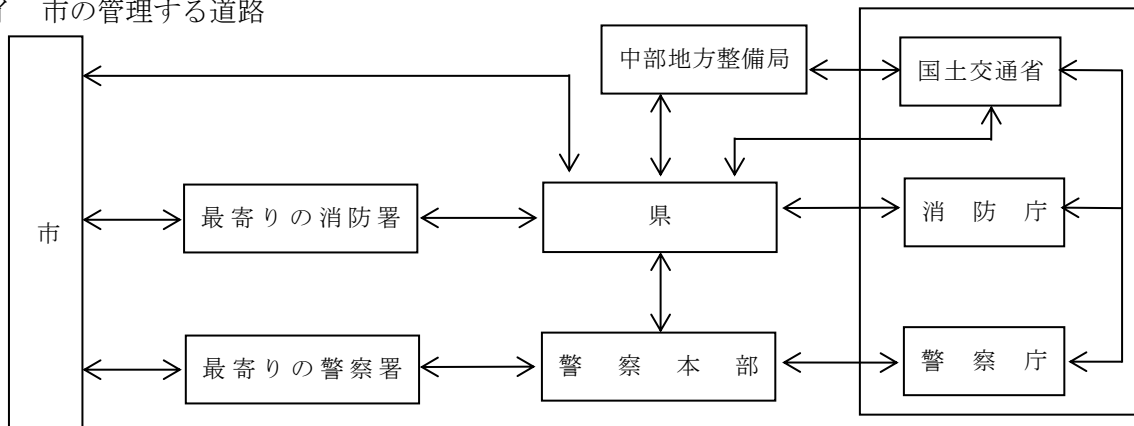 イ 市の管理する道路
中部地方整備局
国土交通省
市
最寄りの消防署
県
消防庁
最寄りの警察署
警察本部
警察庁